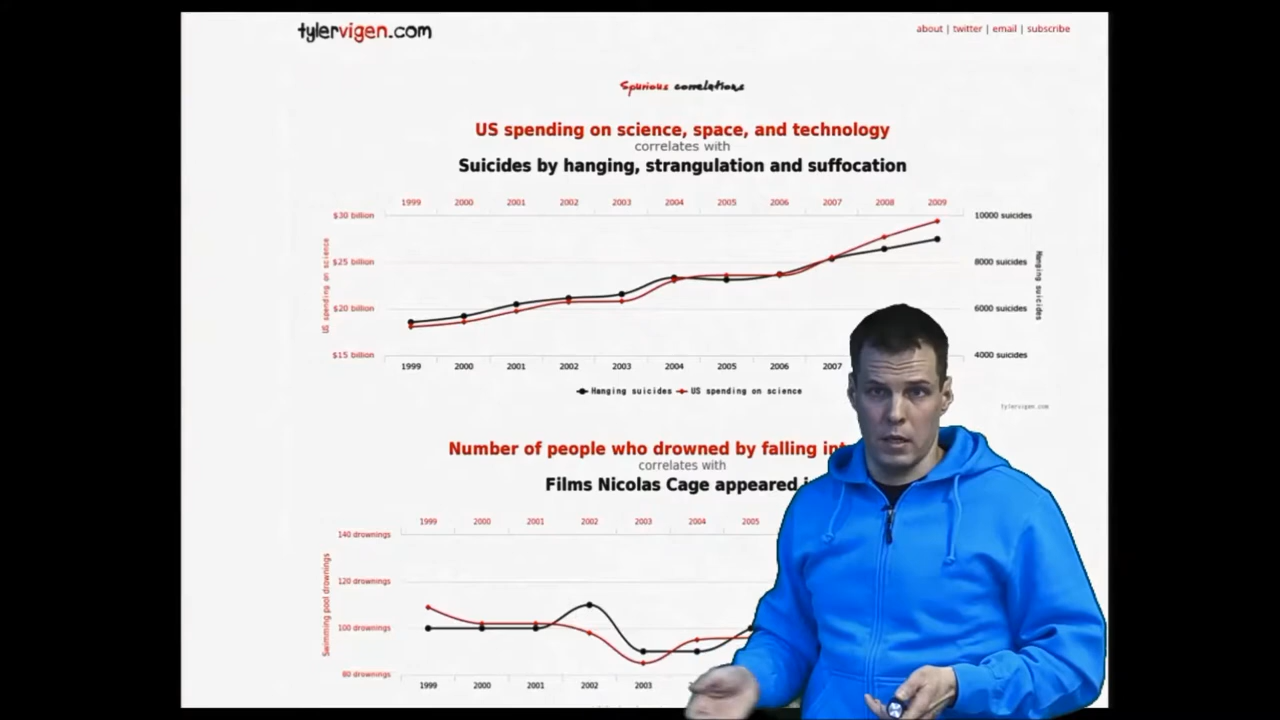 tylervigen.com
about | twitter | email | subscribe
Spurious correlations
US spending on science, space, and technology
correlates with
Suicides by hanging, strangulation and suffocation
1999 2000 2001 2002 2003 2004 2005 2006 2007 2008 2009
$30 billion
$25 billion
$20 billion
$15 billion
US spending on science
10000 suicides
8000 suicides
6000 suicides
4000 suicides
Hanging suicides
1999 2000 2001 2002 2003 2004 2005 2006 2007
Hanging suicides US spending on science
tylervigen.com
Number of people who drowned by falling
correlates with
Films Nicolas Cage appeared
1999 2000 2001 2002 2003 2004 2005
140 drownings
120 drownings
100 drownings
80 drownings
Swimming pool drownings
1999 2000 2001 2002 2003